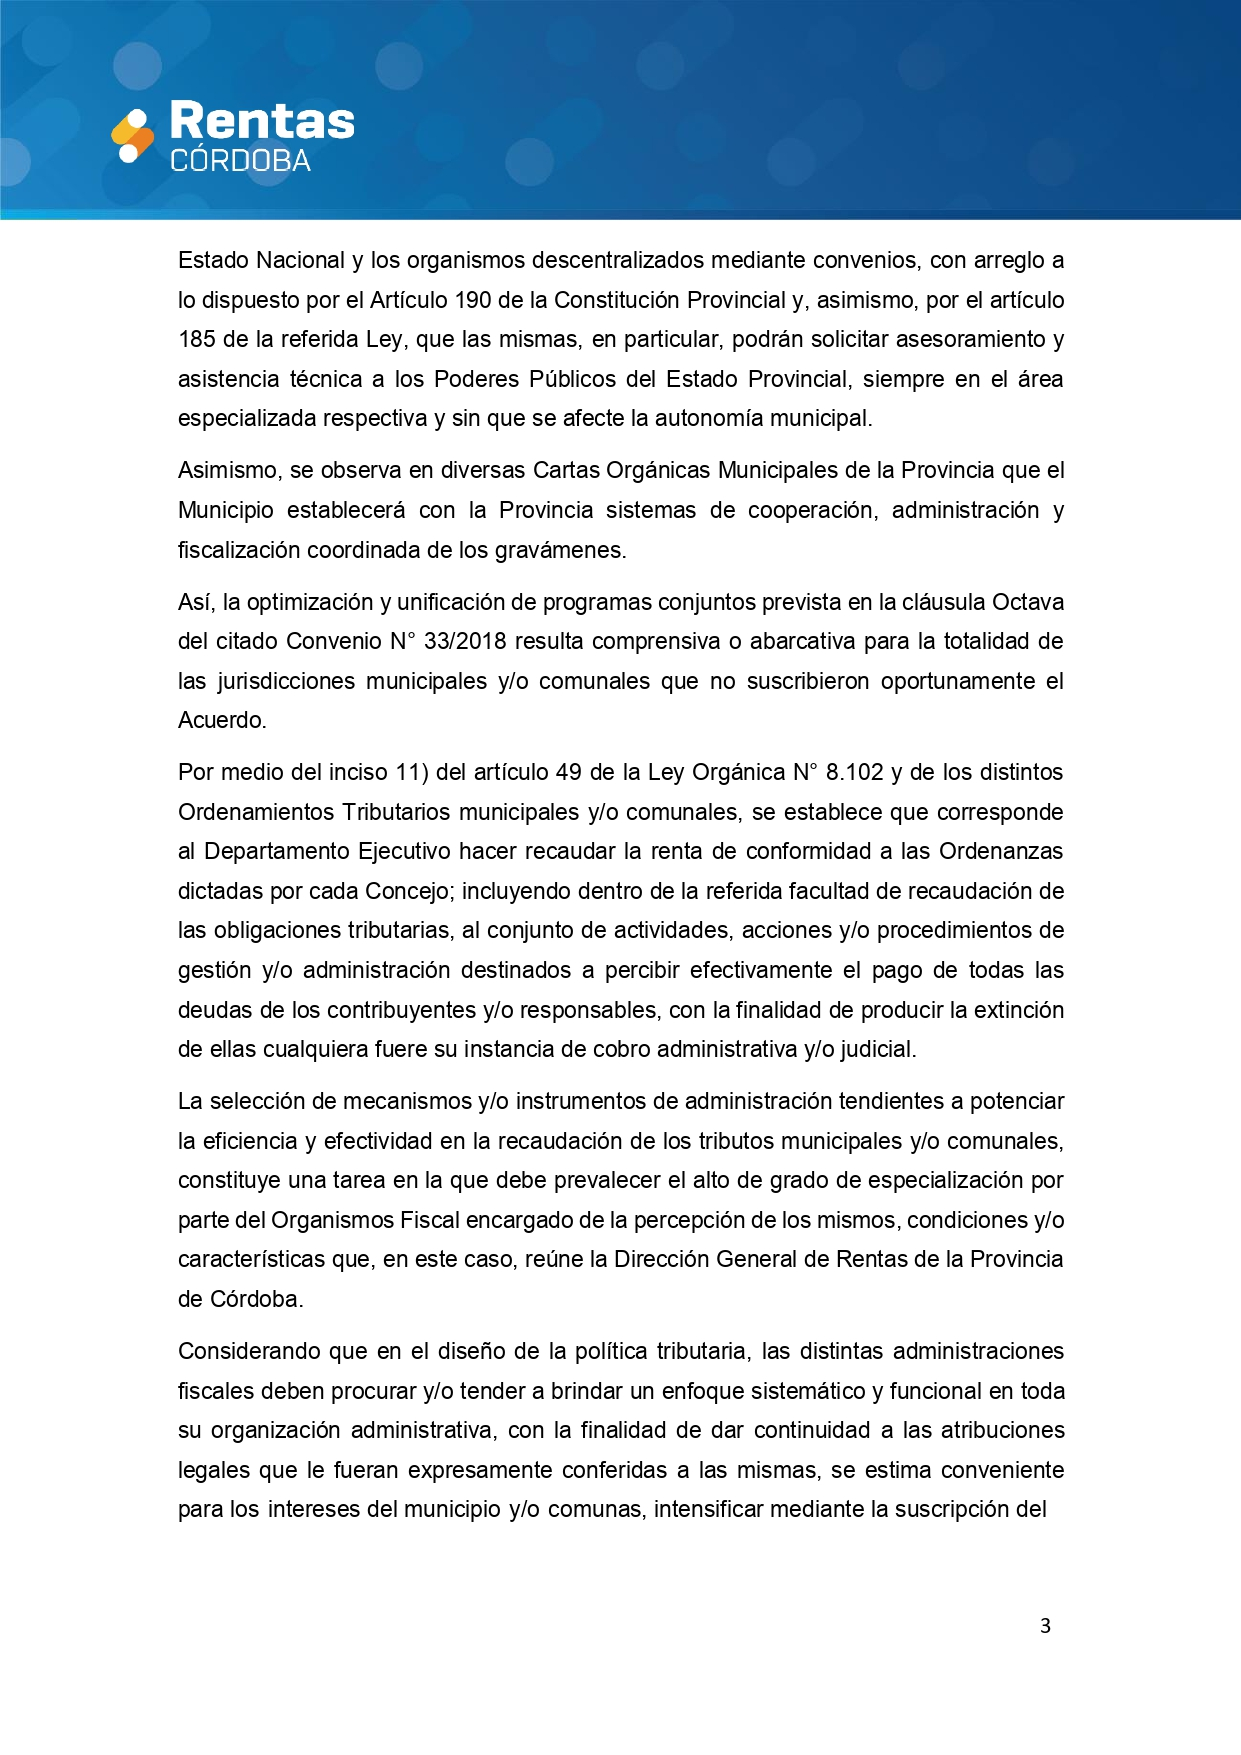 Rentas
CÓRDOBA
Estado Nacional y los organismos descentralizados mediante convenios, con arreglo a
lo dispuesto por el Artículo 190 de la Constitución Provincial y, asimismo, por el artículo
185 de la referida Ley, que las mismas, en particular, podrán solicitar asesoramiento y
asistencia técnica a los Poderes Públicos del Estado Provincial, siempre en el área
especializada respectiva y sin que se afecte la autonomía municipal.
Asimismo, se observa en diversas Cartas Orgánicas Municipales de la Provincia que el
Municipio establecerá con la Provincia sistemas de cooperación, administración y
fiscalización coordinada de los gravámenes.
Así, la optimización y unificación de programas conjuntos prevista en la cláusula Octava
del citado Convenio N° 33/2018 resulta comprensiva o abarcativa para la totalidad de
las jurisdicciones municipales y/o comunales que no suscribieron oportunamente el
Acuerdo.
Por medio del inciso 11) del artículo 49 de la Ley Orgánica N° 8.102 y de los distintos
Ordenamientos Tributarios municipales y/o comunales, se establece que corresponde
al Departamento Ejecutivo hacer recaudar la renta de conformidad a las Ordenanzas
dictadas por cada Concejo; incluyendo dentro de la referida facultad de recaudación de
las obligaciones tributarias, al conjunto de actividades, acciones y/o procedimientos de
gestión y/o administración destinados a percibir efectivamente el pago de todas las
deudas de los contribuyentes y/o responsables, con la finalidad de producir la extinción
de ellas cualquiera fuere su instancia de cobro administrativa y/o judicial.
La selección de mecanismos y/o instrumentos de administración tendientes a potenciar
la eficiencia y efectividad en la recaudación de los tributos municipales y/o comunales,
constituye una tarea en la que debe prevalecer el alto de grado de especialización por
parte del Organismos Fiscal encargado de la percepción de los mismos, condiciones y/o
características que, en este caso, reúne la Dirección General de Rentas de la Provincia
de Córdoba.
Considerando que en el diseño de la política tributaria, las distintas administraciones
fiscales deben procurar y/o tender a brindar un enfoque sistemático y funcional en toda
su organización administrativa, con la finalidad de dar continuidad a las atribuciones
legales que le fueran expresamente conferidas a las mismas, se estima conveniente
para los intereses del municipio y/o comunas, intensificar mediante la suscripción del
3